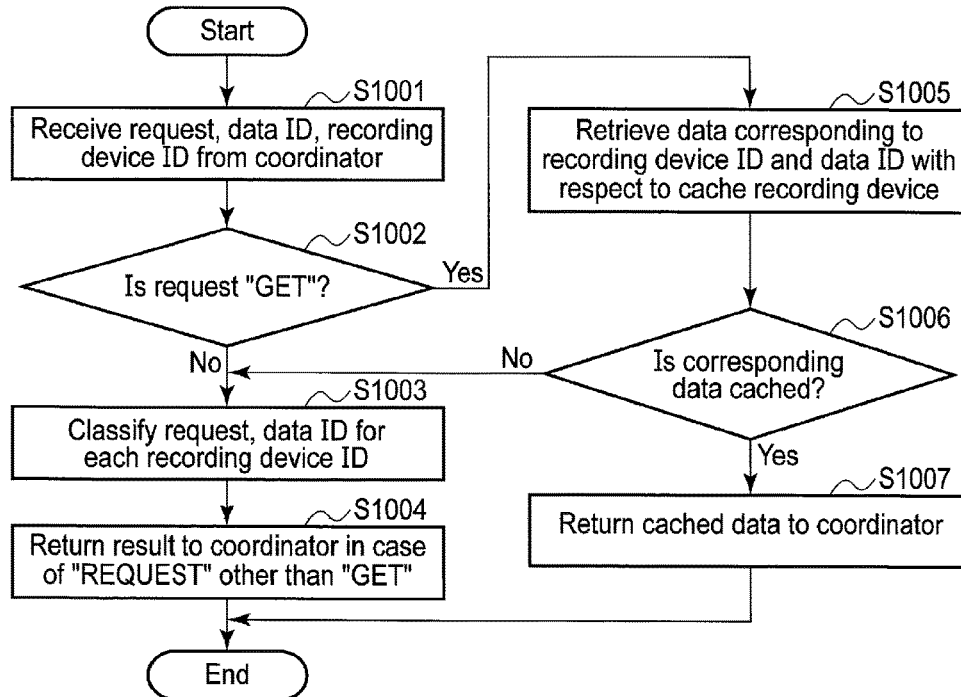 Start
S1001
Receive request, data ID, recording
device ID from coordinator
S1002
Is request "GET"?
Yes
No
S1003
Classify request, data ID for
each recording device ID
S1004
Return result to coordinator in case
of "REQUEST" other than "GET"
End
S1005
Retrieve data corresponding to
recording device ID and data ID with
respect to cache recording device
S1006
Is corresponding
data cached?
No
Yes
S1007
Return cached data to coordinator